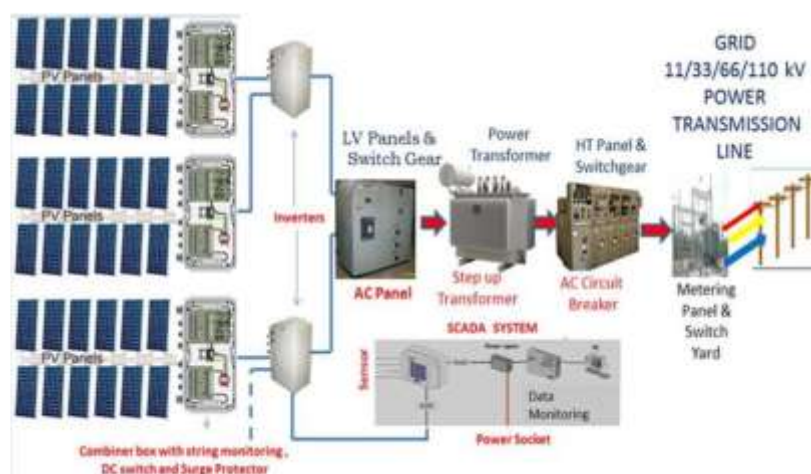 GRID
11/33/66/110 kV
POWER
TRANSMISSION
LINE
PV Panels
LV Panels &
Switch Gear
Power
Transformer
HT Panel &
Switchgear
PV Panels
Inverters
AC Panel
Step up
Transformer
AC Circuit
Breaker
Metering
Panel &
Switch
Yard
SCADA SYSTEM
PV Panels
Sensor
Data
Monitoring
Power Socket
Combiner box with string monitoring ,
DC switch and Surge Protector